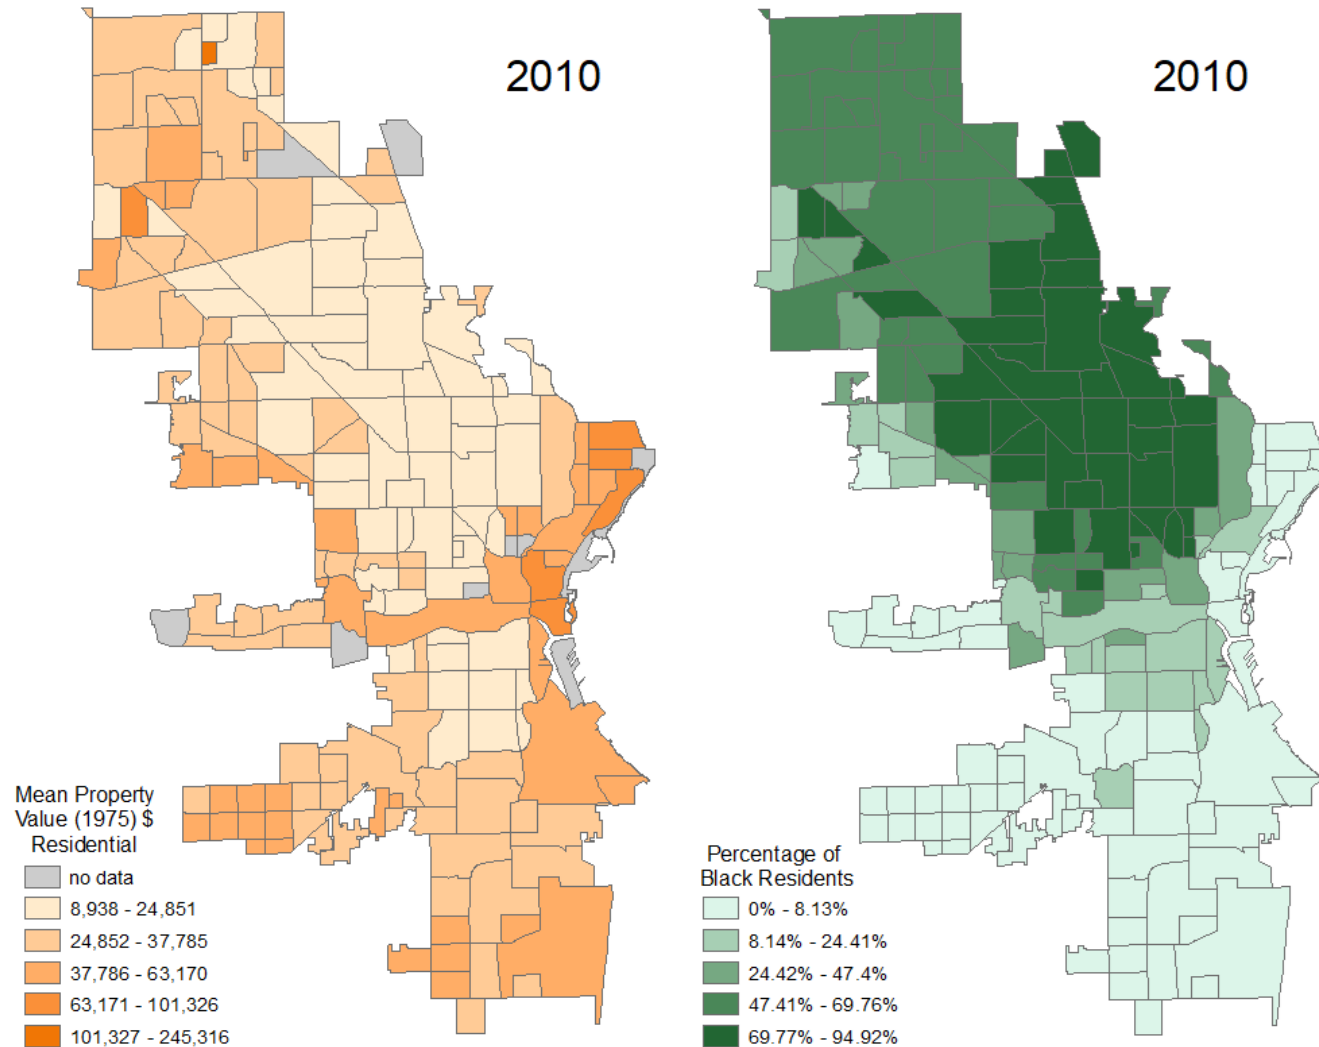 2010
2010
Mean Property
Value (1975) $
Residential
no data
8,938 - 24,851
24,852 - 37,785
37,786 - 63,170
63,171 - 101,326
101,327 - 245,316
Percentage of
Black Residents
0% - 8.13%
8.14% - 24.41%
24.42% - 47.4%
47.41% - 69.76%
69.77% - 94.92%